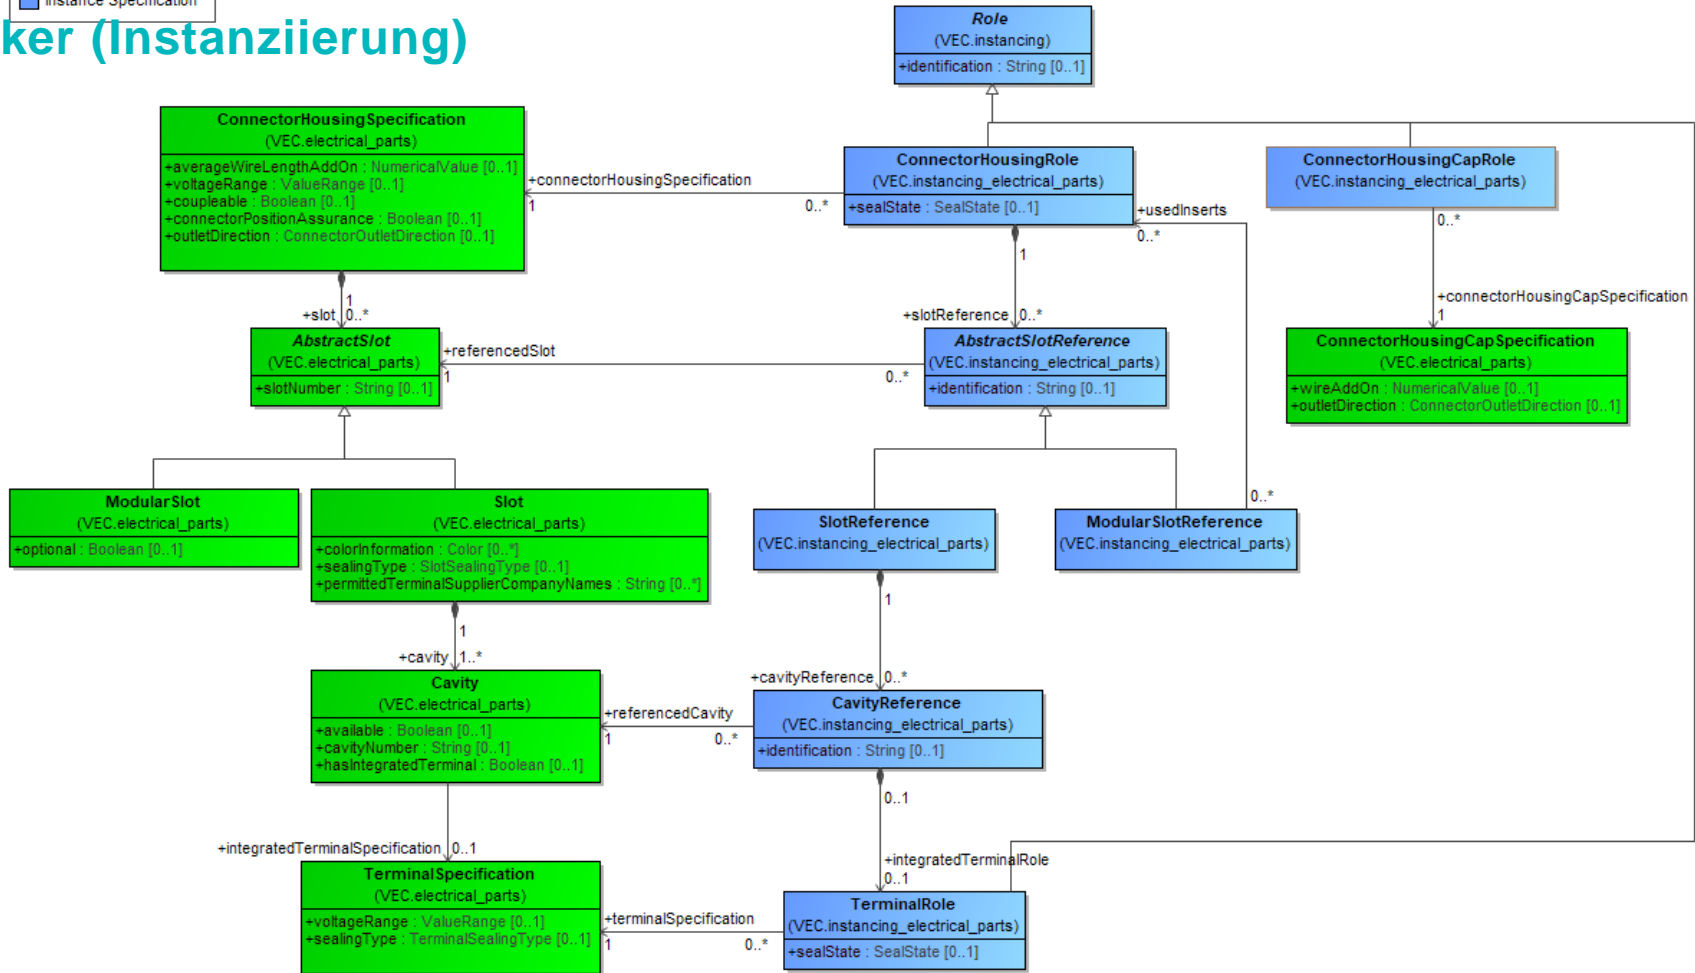 Instance Specification
ker (Instanziierung)
Role
(VEC.instancing)
+identification : String [0..1]
ConnectorHousingSpecification
(VEC.electrical_parts)
+averageWireLengthAddOn : NumericalValue [0..1]
+voltageRange : ValueRange [0..1]
+coupleable : Boolean [0..1]
+connectorPositionAssurance : Boolean [0..1]
+outletDirection : ConnectorOutletDirection [0..1]
+connectorHousingSpecification
1
0..*
ConnectorHousingRole
(VEC.instancing_electrical_parts)
+sealState : SealState [0..1]
+usedInserts
0..*
ConnectorHousingCapRole
(VEC.instancing_electrical_parts)
0..*
1
+slot
0..*
1
+slotReference
0..*
+connectorHousingCapSpecification
1
AbstractSlot
(VEC.electrical_parts)
+slotNumber : String [0..1]
+referencedSlot
1
0..*
AbstractSlotReference
(VEC.instancing_electrical_parts)
+identification : String [0..1]
ConnectorHousingCapSpecification
(VEC.electrical_parts)
+wireAddOn : NumericalValue [0..1]
+outletDirection : ConnectorOutletDirection [0..1]
ModularSlot
(VEC.electrical_parts)
+optional : Boolean [0..1]
Slot
(VEC.electrical_parts)
+colorInformation : Color [0..*]
+sealingType : SlotSealingType [0..1]
+permittedTerminalSupplierCompanyNames : String [0..*]
SlotReference
(VEC.instancing_electrical_parts)
0..*
ModularSlotReference
(VEC.instancing_electrical_parts)
1
+cavity
1..*
1
+cavityReference
0..*
Cavity
(VEC.electrical_parts)
+available : Boolean [0..1]
+cavityNumber : String [0..1]
+hasIntegratedTerminal : Boolean [0..1]
+referencedCavity
1
0..*
CavityReference
(VEC.instancing_electrical_parts)
+identification : String [0..1]
0..1
+integratedTerminalSpecification
0..1
+integratedTerminalRole
0..1
TerminalSpecification
(VEC.electrical_parts)
+voltageRange : ValueRange [0..1]
+sealingType : TerminalSealingType [0..1]
+terminalSpecification
1
0..*
TerminalRole
(VEC.instancing_electrical_parts)
+sealState : SealState [0..1]